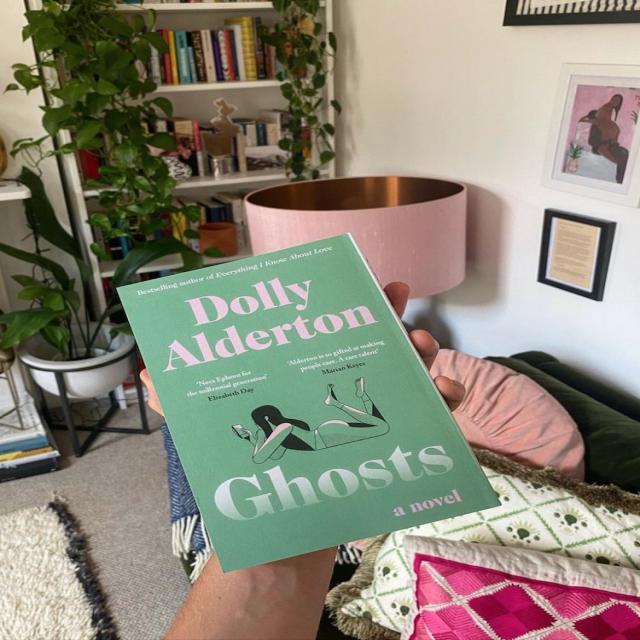 Bestselling author of Everything I Know About Love
Dolly
Alderton
'Nora Ephron for
the millennial generation'
Elizabeth Day
'Alderton is so gifted at making
people care. A rare talent'
Marian Keyes
Ghosts
a novel